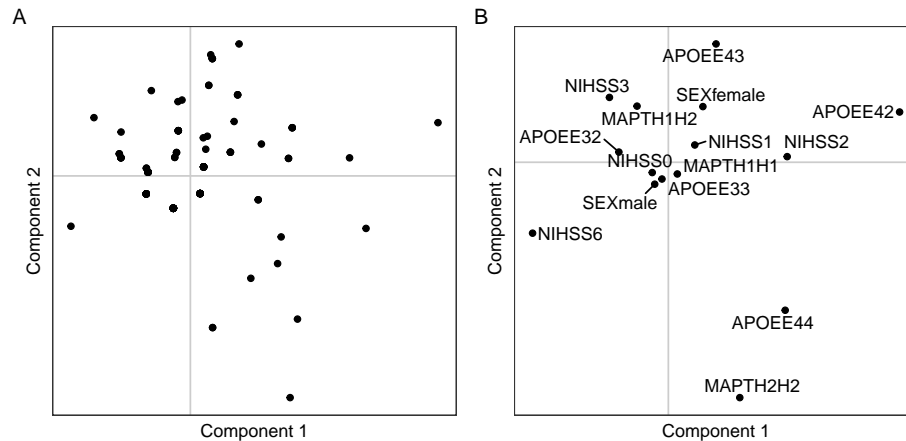 A
B
Component 2
Component 1
Component 2
Component 1
APOEE43
NIHSS3
SEXfemale
MAPTH1H2
APOEE42
APOEE32
NIHSS1
NIHSS2
NIHSS0
MAPTH1H1
APOEE33
SEXmale
NIHSS6
APOEE44
MAPTH2H2